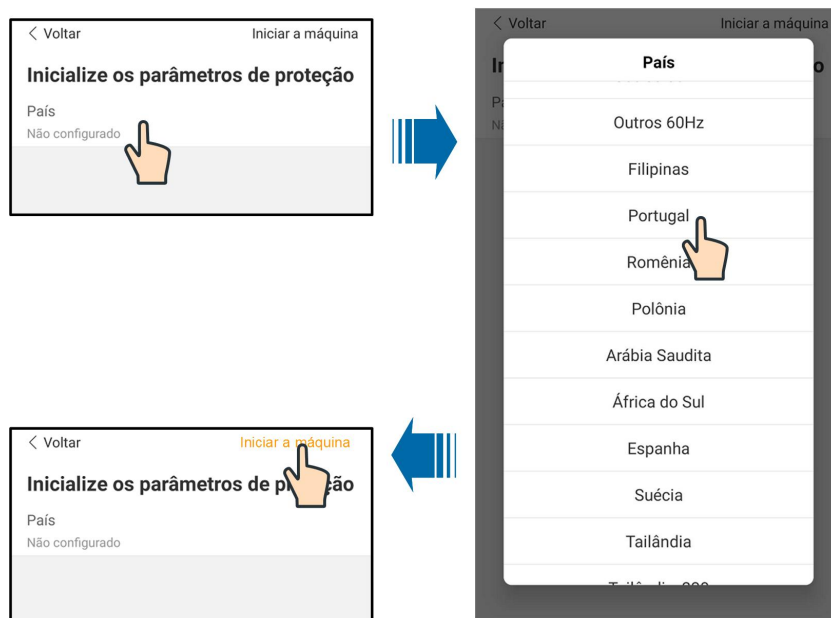 < Voltar Iniciar a máquina
Inicialize os parâmetros de proteção
País
Não configurado
< Voltar Iniciar a máquina
País
Outros 60Hz
Filipinas
Portugal
Romênia
Polônia
Arábia Saudita
África do Sul
Espanha
Suécia
Tailândia
< Voltar Iniciar a máquina
Inicialize os parâmetros de proteção
País
Não configurado